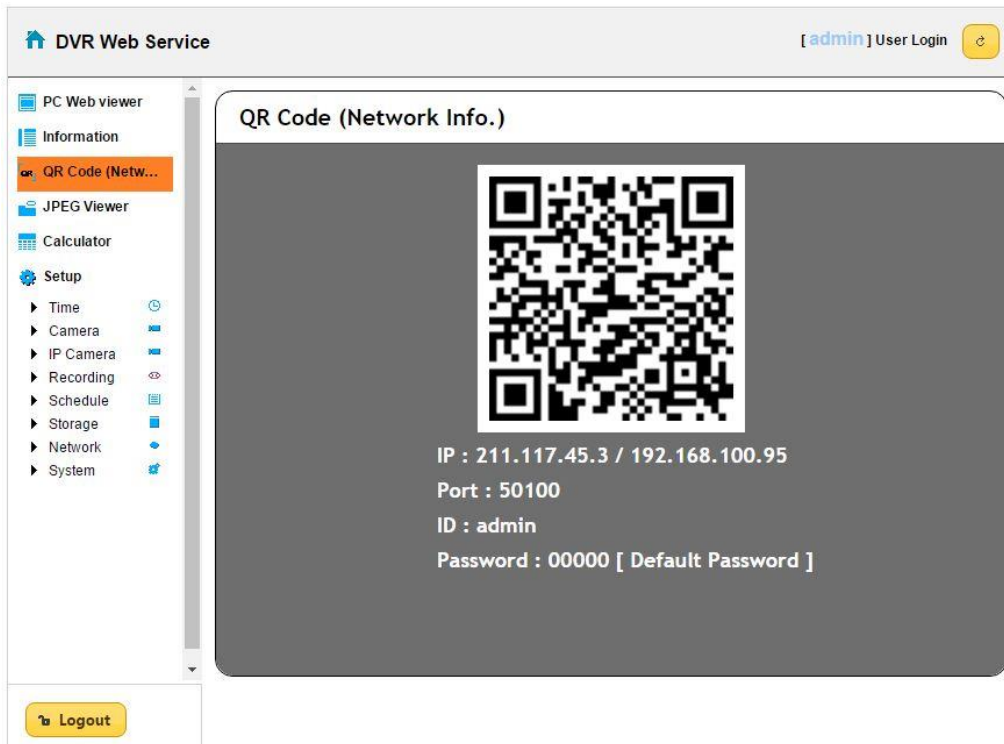 DVR Web Service
[ admin ] User Login
PC Web viewer
Information
QR Code (Netw...
JPEG Viewer
Calculator
Setup
Time
Camera
IP Camera
Recording
Schedule
Storage
Network
System
Logout
QR Code (Network Info.)
IP : 211.117.45.3 / 192.168.100.95
Port : 50100
ID : admin
Password : 00000 [ Default Password ]